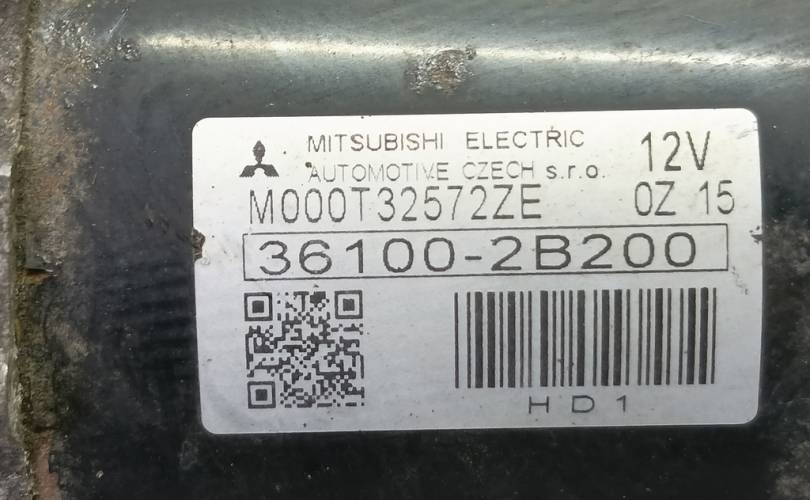 MITSUBISHI ELECTRIC
AUTOMOTIVE CZECH s.r.o.
12V
M000T32572ZE
0Z 15
36100-2B200
HD1